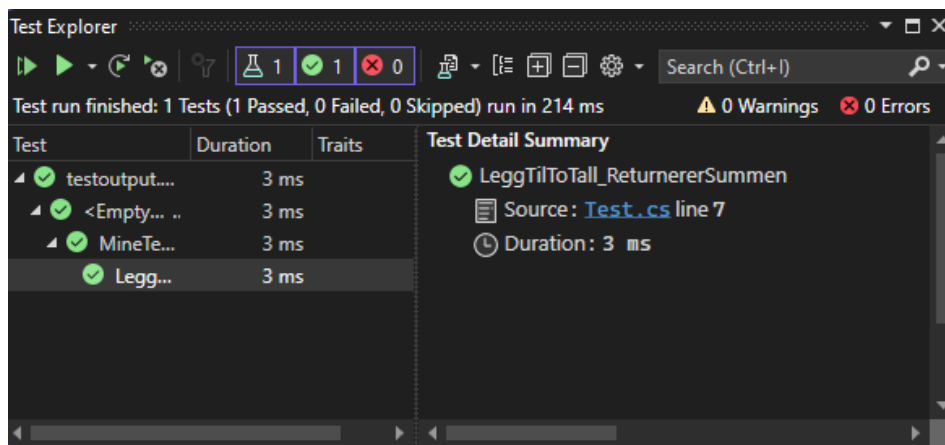 Test Explorer
1 1 0 Search (Ctrl+I)
Test run finished: 1 Tests (1 Passed, 0 Failed, 0 Skipped) run in 214 ms 0 Warnings 0 Errors
Test Duration Traits
testoutput.... 3 ms
<Empty... .. 3 ms
MineTe... 3 ms
Legg... 3 ms
Test Detail Summary
LeggTilToTall_ReturnererSummen
Source: Test.cs line 7
Duration: 3 ms